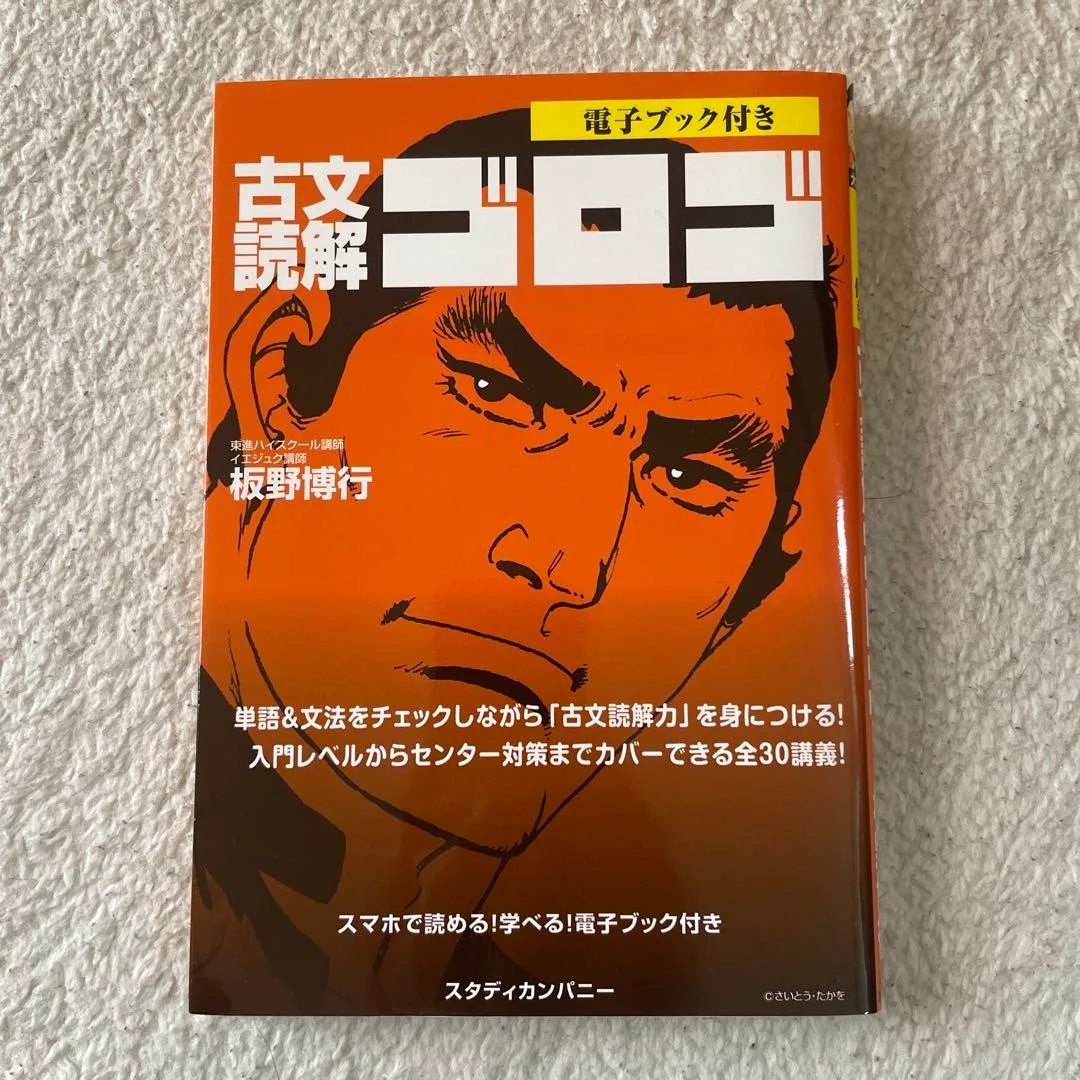 電子ブック付き
古文
読解
ゴロゴ
東進ハイスクール講師
イエジュク講師
板野博行
単語&文法をチェックしながら「古文読解力」を身につける!
入門レベルからセンター対策までカバーできる全30講義!
スマホで読める!学べる!電子ブック付き
スタディカンパニー
©さいとう・たかを